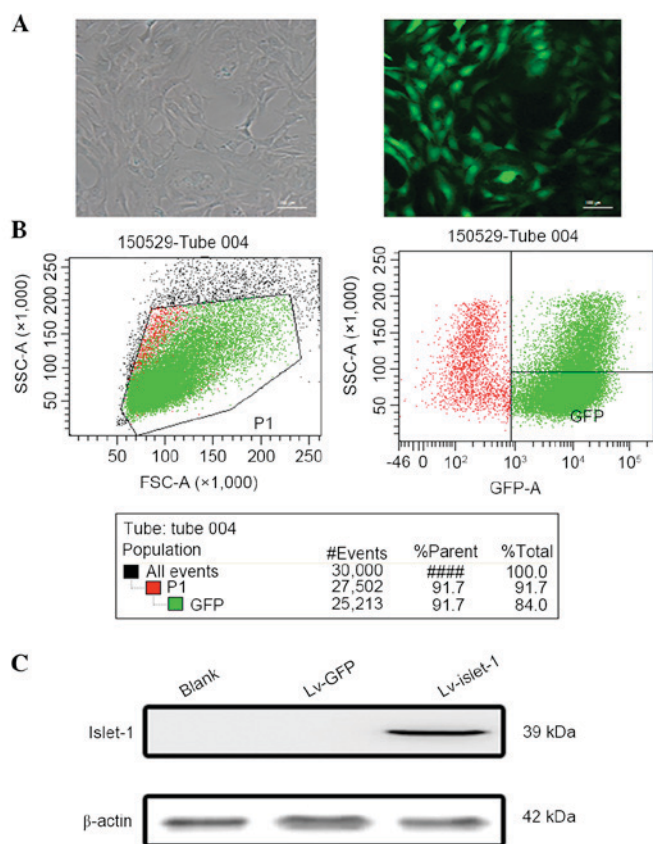 A
B
150529-Tube 004
150529-Tube 004
SSC-A (×1,000)
50 100 150 200 250
50 100 150 200 250
FSC-A (×1,000)
P1
SSC-A (×1,000)
50 100 150 200 250
-46 0 10² 10³ 10⁴ 10⁵
GFP-A
GFP
Tube: tube 004
Population #Events %Parent %Total
All events 30,000 #### 100.0
P1 27,502 91.7 91.7
GFP 25,213 91.7 84.0
C
Blank Lv-GFP Lv-islet-1
Islet-1 39 kDa
β-actin 42 kDa